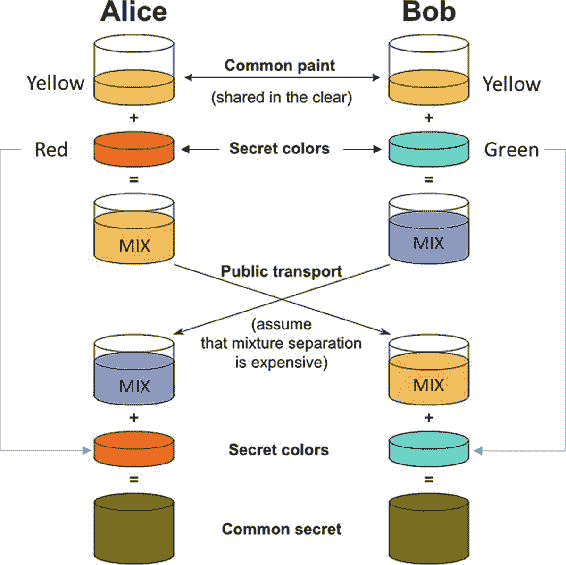 Alice Bob
Yellow Common paint Yellow
(shared in the clear)
+ +
Red Secret colors Green
= =
MIX MIX
Public transport
(assume
that mixture separation
is expensive)
MIX MIX
+ +
Secret colors
= =
Common secret